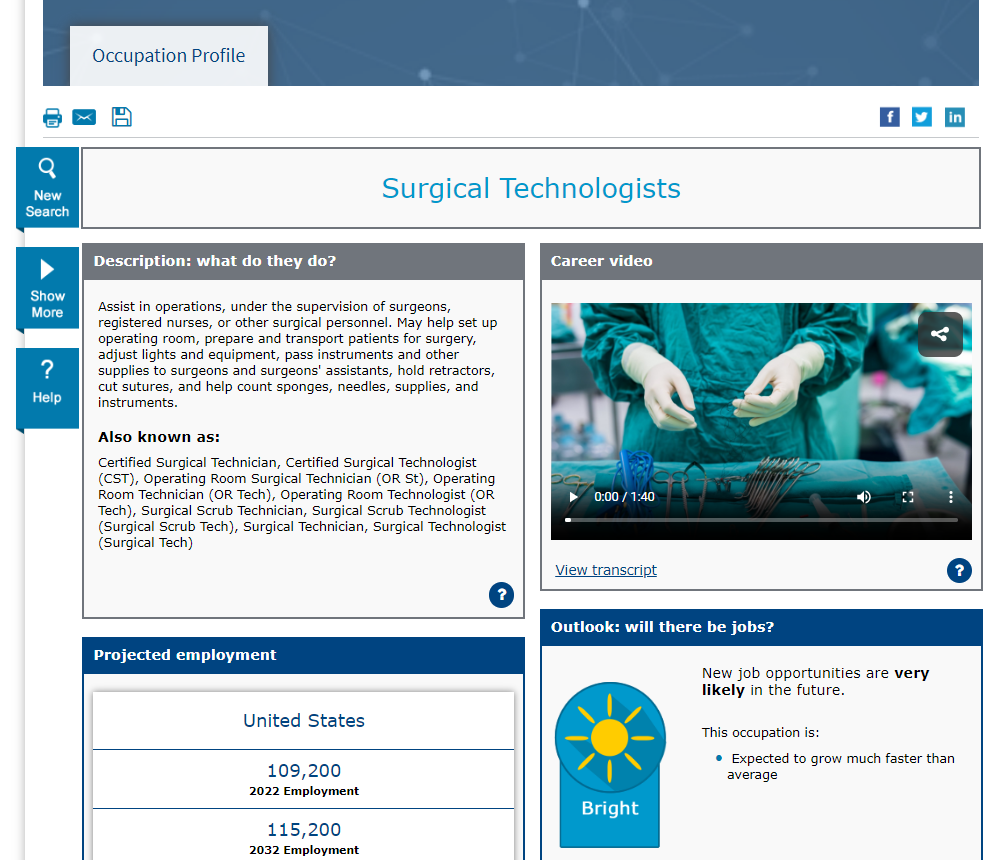 Occupation Profile
f
in
New
Search
Show
More
?
Help
Surgical Technologists
Description: what do they do?
Assist in operations, under the supervision of surgeons,
registered nurses, or other surgical personnel. May help set up
operating room, prepare and transport patients for surgery,
adjust lights and equipment, pass instruments and other
supplies to surgeons and surgeons' assistants, hold retractors,
cut sutures, and help count sponges, needles, supplies, and
instruments.
Also known as:
Certified Surgical Technician, Certified Surgical Technologist
(CST), Operating Room Surgical Technician (OR St), Operating
Room Technician (OR Tech), Operating Room Technologist (OR
Tech), Surgical Scrub Technician, Surgical Scrub Technologist
(Surgical Scrub Tech), Surgical Technician, Surgical Technologist
(Surgical Tech)
?
Career video
0:00 / 1:40
View transcript
?
Projected employment
United States
109,200
2022 Employment
115,200
2032 Employment
Outlook: will there be jobs?
Bright
New job opportunities are very
likely in the future.
This occupation is:
• Expected to grow much faster than
average